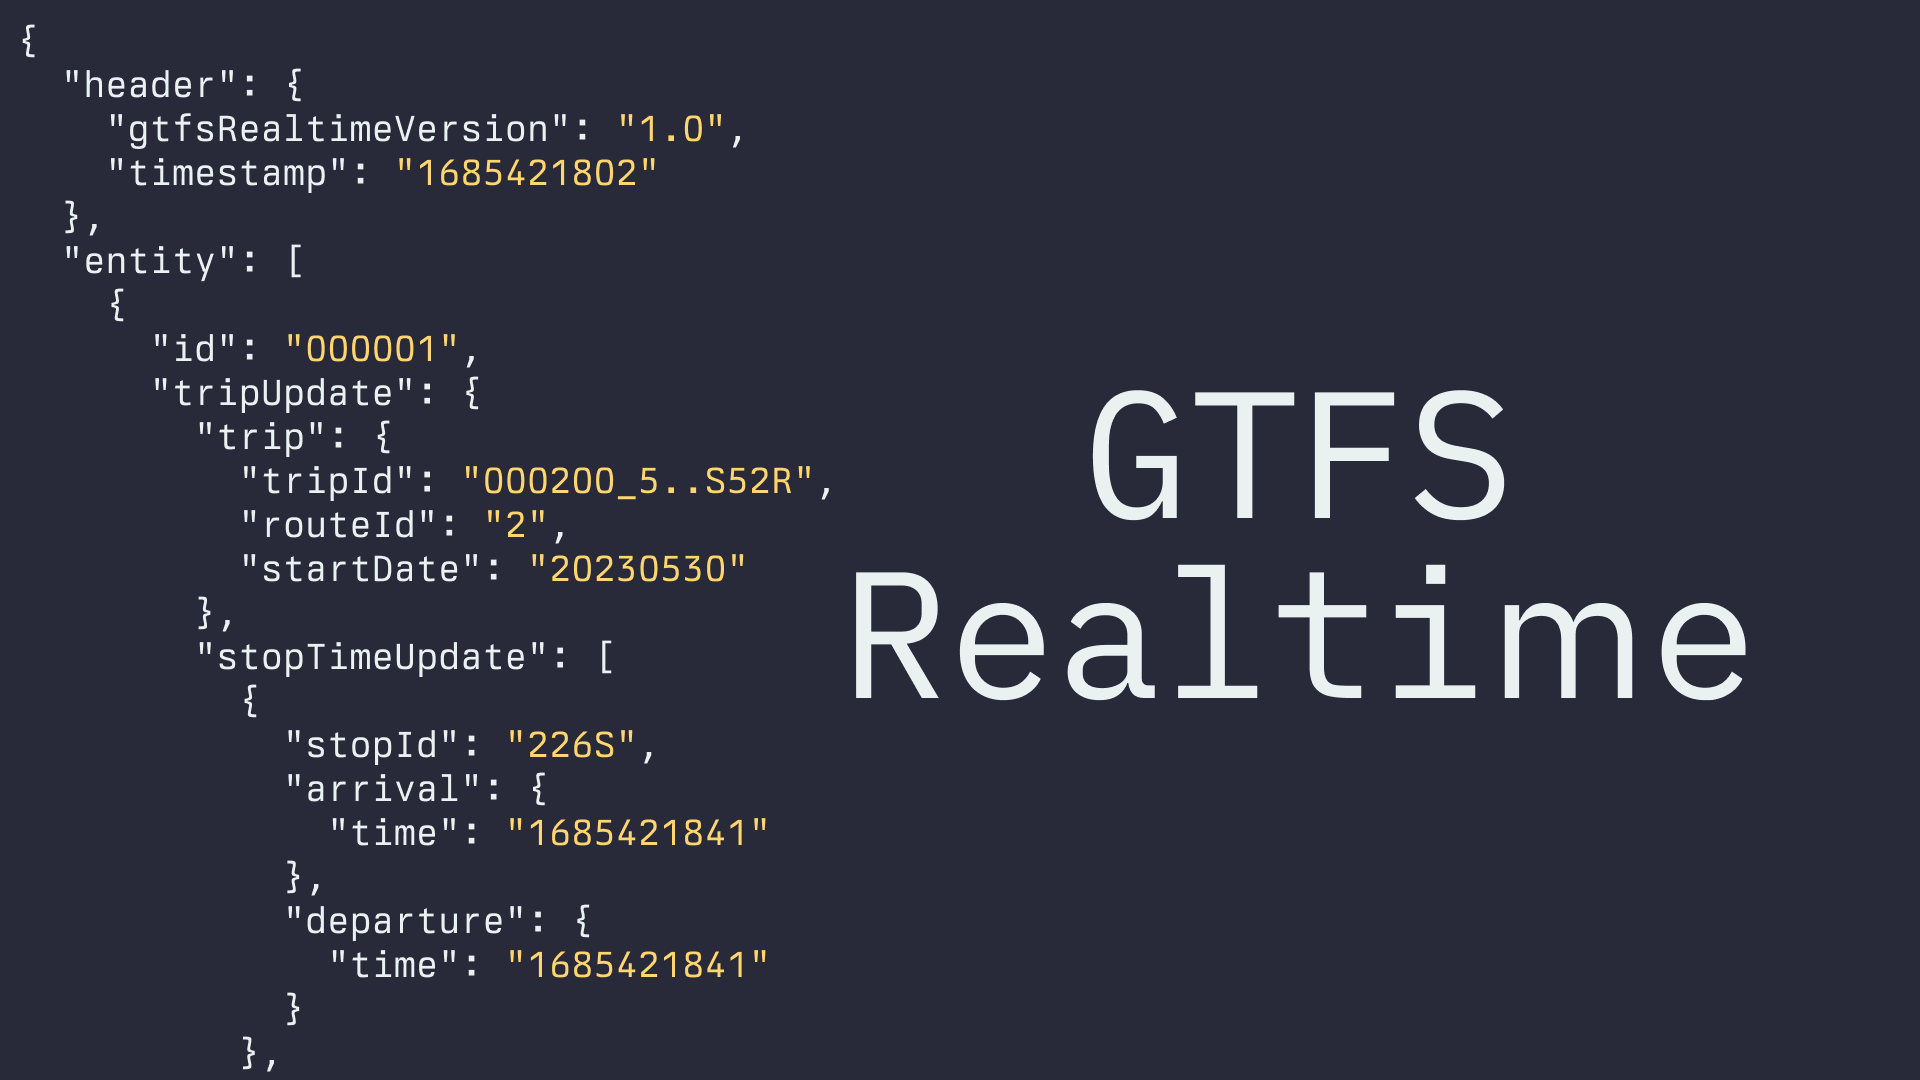 {
  "header": {
    "gtfsRealtimeVersion": "1.0",
    "timestamp": "1685421802"
  },
  "entity": [
    {
      "id": "000001",
      "tripUpdate": {
        "trip": {
          "tripId": "000200_5..S52R",
          "routeId": "2",
          "startDate": "20230530"
        },
        "stopTimeUpdate": [
          {
            "stopId": "226S",
            "arrival": {
              "time": "1685421841"
            },
            "departure": {
              "time": "1685421841"
            }
          },
GTFS
Realtime